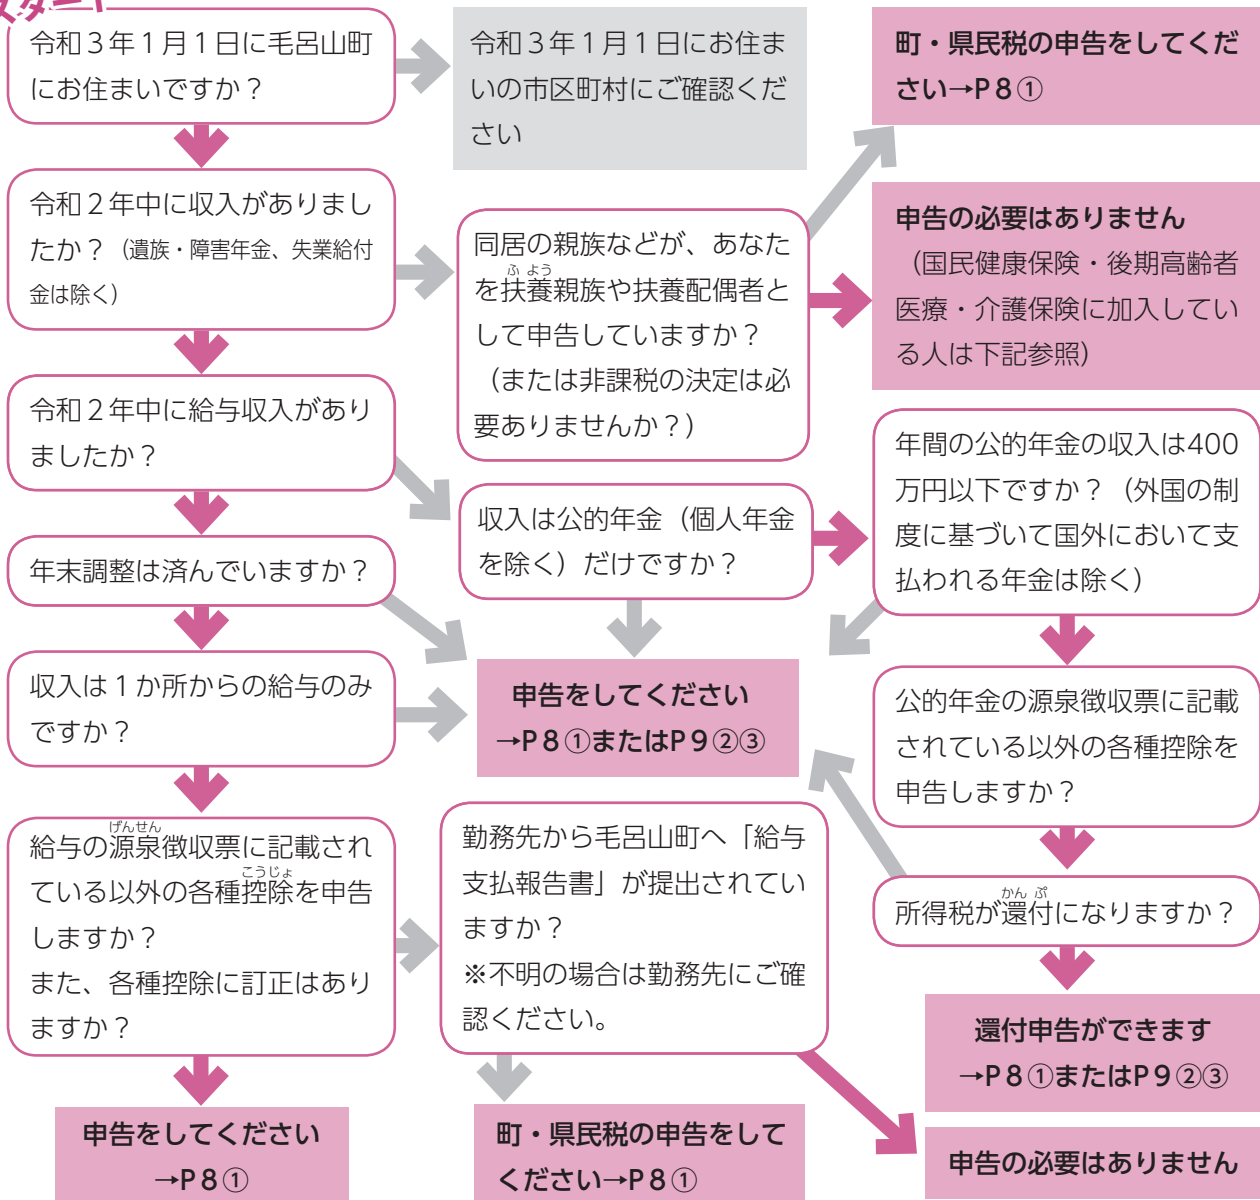 スタート
令和３年１月１日に毛呂山町
にお住まいですか？
令和３年１月１日にお住ま
いの市区町村にご確認くだ
さい
町・県民税の申告をしてくだ
さい→P８①
令和２年中に収入がありまし
たか？（遺族・障害年金、失業給付
金は除く）
同居の親族などが、あなた
ふ よう
を扶養親族や扶養配偶者と
して申告していますか？
（または非課税の決定は必
要ありませんか？）
申告の必要はありません
（国民健康保険・後期高齢者
医療・介護保険に加入してい
る人は下記参照）
令和２年中に給与収入があり
ましたか？
収入は公的年金（個人年金
を除く）だけですか？
年間の公的年金の収入は400
万円以下ですか？（外国の制
度に基づいて国外において支
払われる年金は除く）
年末調整は済んでいますか？
収入は１か所からの給与のみ
ですか？
申告をしてください
→P８①またはP９②③
公的年金の源泉徴収票に記載
されている以外の各種控除を
申告しますか？
げんせん
給与の源泉徴収票に記載され
こうじょ
ている以外の各種控除を申告
しますか？
また、各種控除に訂正はあり
ますか？
勤務先から毛呂山町へ「給与
支払報告書」が提出されてい
ますか？
※不明の場合は勤務先にご確
認ください。
かん ぷ
所得税が還付になりますか？
還付申告ができます
→P８①またはP９②③
申告をしてください
→P８①
町・県民税の申告をして
ください→P８①
申告の必要はありません